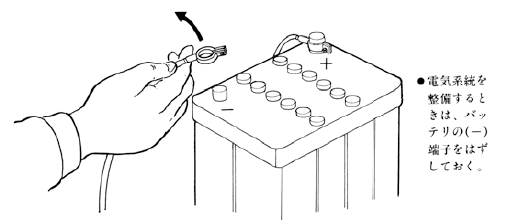 +
−
●電気系統を
整備すると
きは、バッ
テリの(−)
端子をはず
しておく。